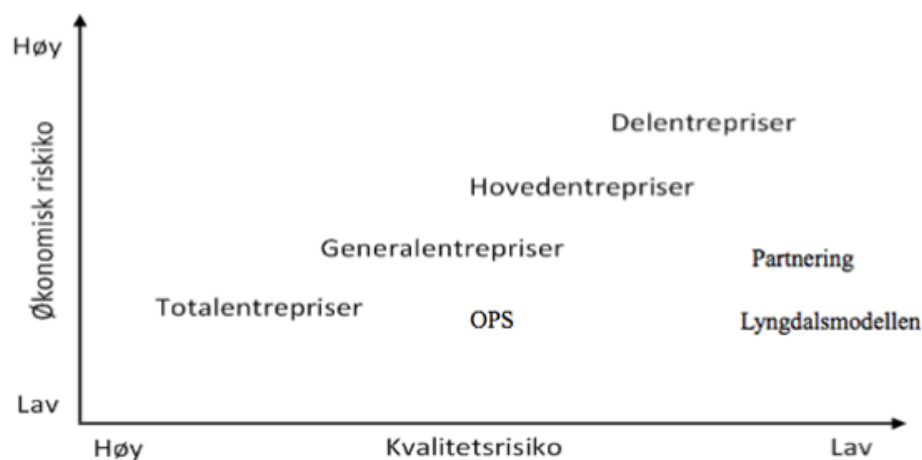 Høy
Delentrepriser
Hovedentrepriser
Generalentrepriser
Partnering
Økonomisk riskiko
Totalentrepriser
OPS
Lyngdalsmodellen
Lav
Høy
Kvalitetsrisiko
Lav